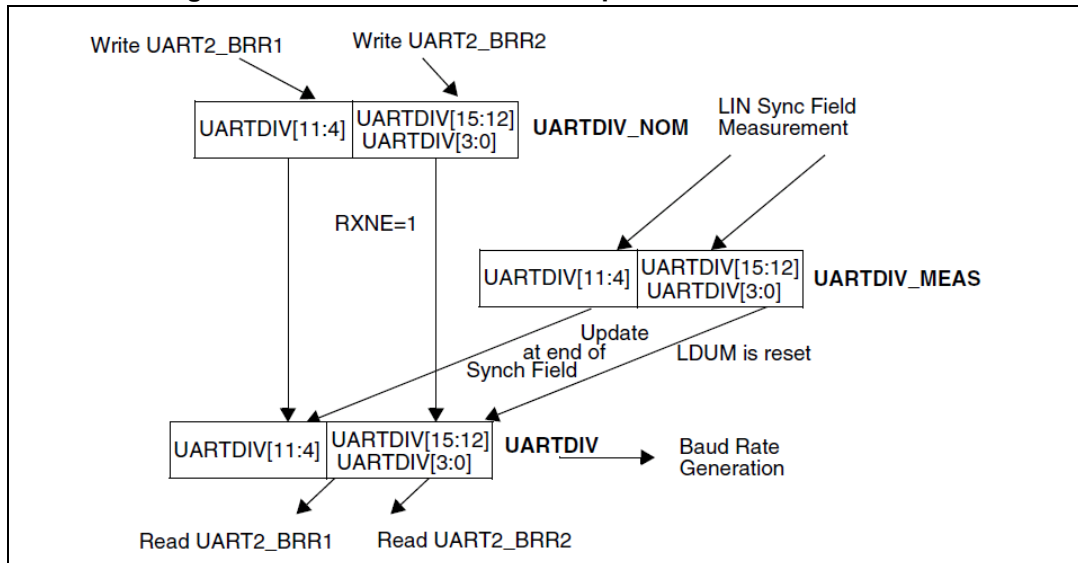 Write UART2_BRR1
Write UART2_BRR2
UARTDIV[11:4]
UARTDIV[15:12]
UARTDIV[3:0]
UARTDIV_NOM
LIN Sync Field
Measurement
RXNE=1
UARTDIV[11:4]
UARTDIV[15:12]
UARTDIV[3:0]
UARTDIV_MEAS
Update
at end of
Synch Field
LDUM is reset
UARTDIV[11:4]
UARTDIV[15:12]
UARTDIV[3:0]
UARTDIV
Baud Rate
Generation
Read UART2_BRR1
Read UART2_BRR2